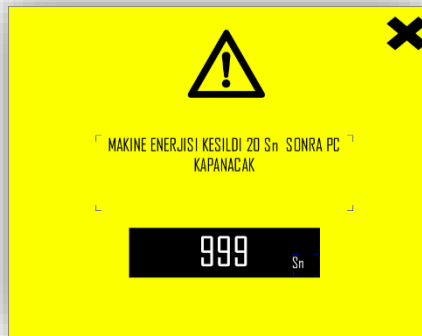 MAKINE ENERJISI KESILDI 20 Sn SONRA PC
KAPANACAK
999 Sn